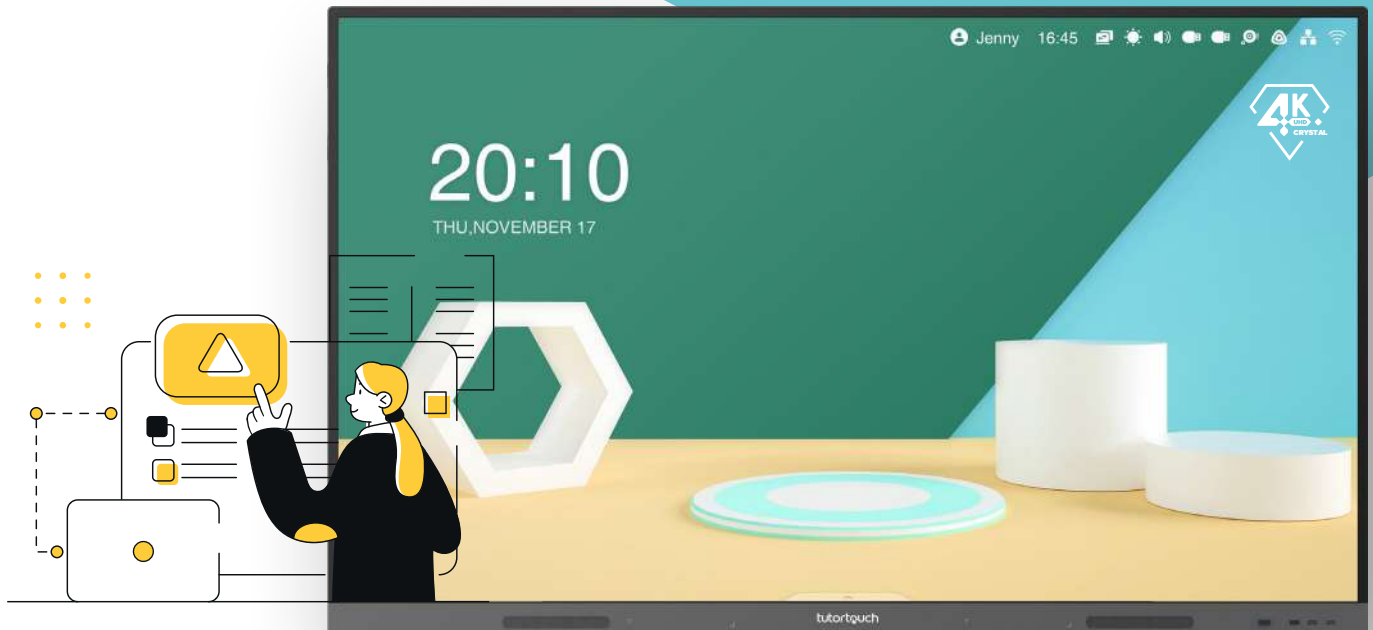 Jenny 16:45
4K
UHD
CRYSTAL
20:10
THU,NOVEMBER 17
tutortouch